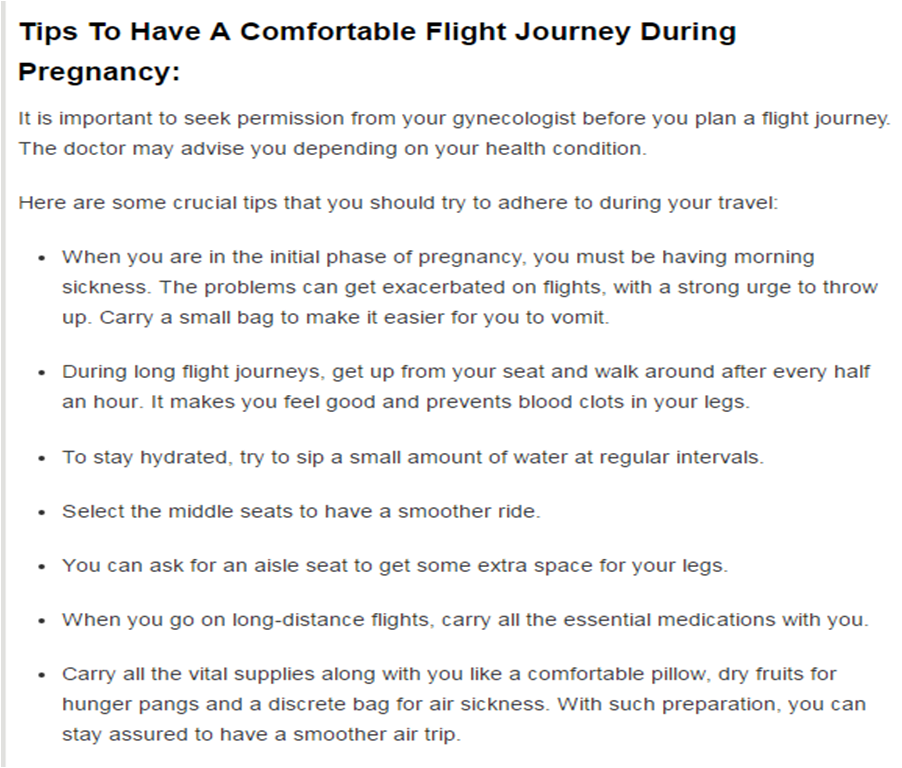 Tips To Have A Comfortable Flight Journey During
Pregnancy:
It is important to seek permission from your gynecologist before you plan a flight journey.
The doctor may advise you depending on your health condition.
Here are some crucial tips that you should try to adhere to during your travel:
• When you are in the initial phase of pregnancy, you must be having morning
sickness. The problems can get exacerbated on flights, with a strong urge to throw
up. Carry a small bag to make it easier for you to vomit.
• During long flight journeys, get up from your seat and walk around after every half
an hour. It makes you feel good and prevents blood clots in your legs.
• To stay hydrated, try to sip a small amount of water at regular intervals.
• Select the middle seats to have a smoother ride.
• You can ask for an aisle seat to get some extra space for your legs.
• When you go on long-distance flights, carry all the essential medications with you.
• Carry all the vital supplies along with you like a comfortable pillow, dry fruits for
hunger pangs and a discrete bag for air sickness. With such preparation, you can
stay assured to have a smoother air trip.